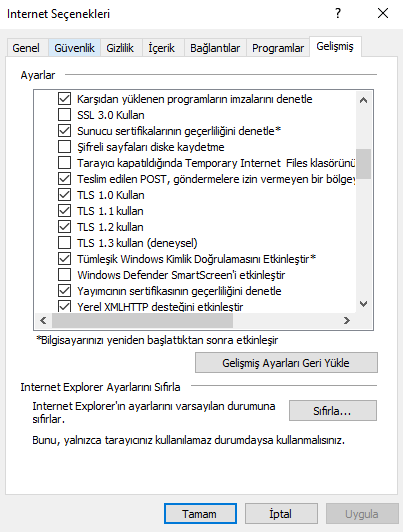 Internet Seçenekleri
Genel Güvenlik Gizlilik İçerik Bağlantılar Programlar Gelişmiş
Ayarlar
Karşıdan yüklenen programların imzalarını denetle
SSL 3.0 Kullan
Sunucu sertifikalarının geçerliliğini denetle*
Şifreli sayfaları diske kaydetme
Tarayıcı kapatıldığında Temporary Internet Files klasörünü
Teslim edilen POST, göndermelere izin vermeyen bir bölgey
TLS 1.0 Kullan
TLS 1.1 kullan
TLS 1.2 kullan
TLS 1.3 kullan (deneysel)
Tümleşik Windows Kimlik Doğrulamasını Etkinleştir*
Windows Defender SmartScreen'i etkinleştir
Yayımcının sertifikasının geçerliliğini denetle
Yerel XMLHTTP desteğini etkinleştir
*Bilgisayarınızı yeniden başlattıktan sonra etkinleşir
Gelişmiş Ayarları Geri Yükle
Internet Explorer Ayarlarını Sıfırla
Internet Explorer'ın ayarlarını varsayılan durumuna
sıfırlar.
Sıfırla...
Bunu, yalnızca tarayıcınız kullanılamaz durumdaysa kullanmalısınız.
Tamam İptal Uygula